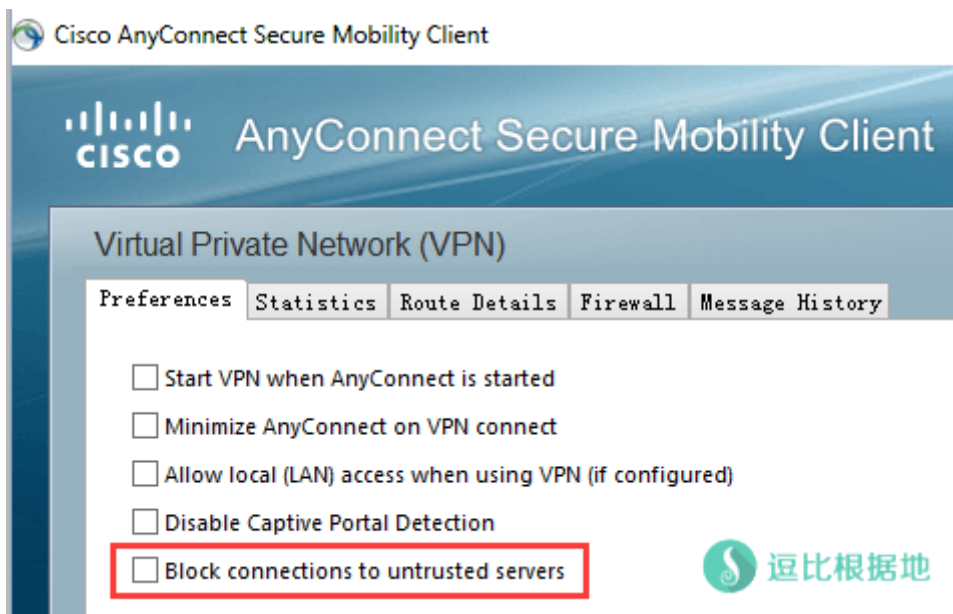 Cisco AnyConnect Secure Mobility Client
CISCO
AnyConnect Secure Mobility Client
Virtual Private Network (VPN)
Preferences Statistics Route Details Firewall Message History
Start VPN when AnyConnect is started
Minimize AnyConnect on VPN connect
Allow local (LAN) access when using VPN (if configured)
Disable Captive Portal Detection
Block connections to untrusted servers
逗比根据地